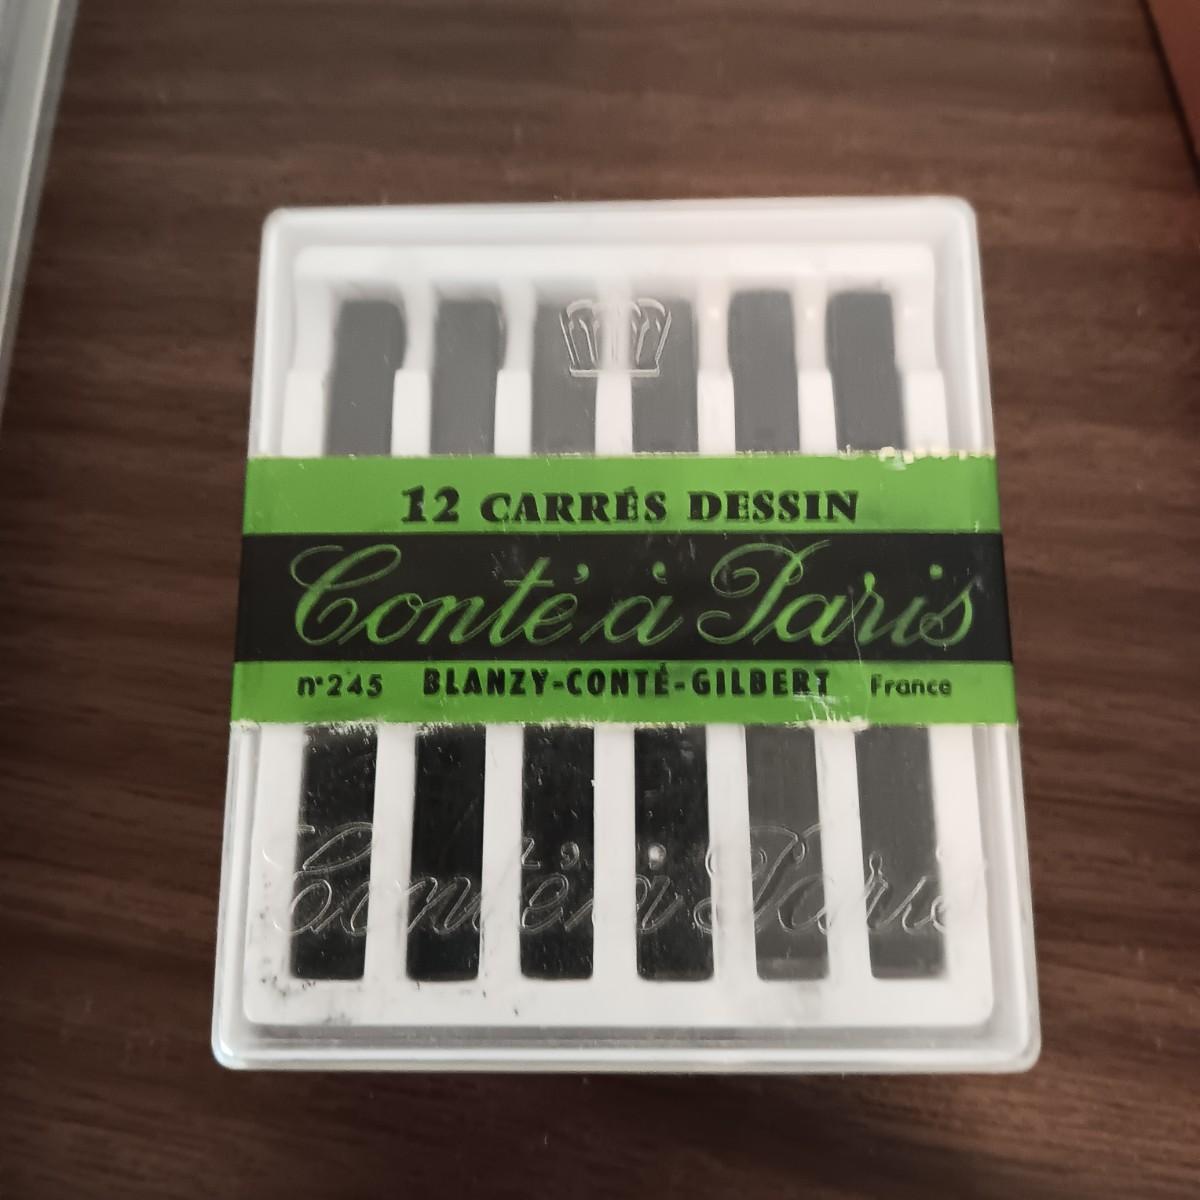 12 CARRÉS DESSIN
Conté à Paris
n°245 BLANZY-CONTÉ-GILBERT France
Conté à Paris